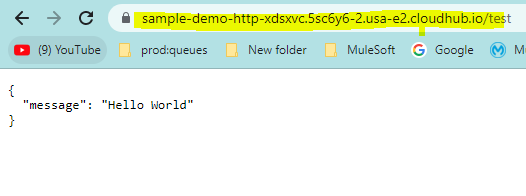 sample-demo-http-xdsxvc.5sc6y6-2.usa-e2.cloudhub.io/test
(9) YouTube prod:queues New folder MuleSoft Google
{
"message": "Hello World"
}